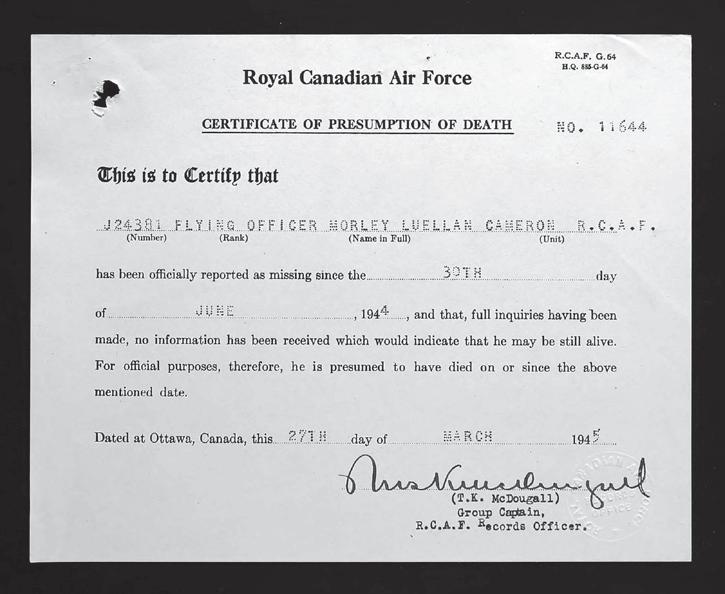 R.C.A.F. G.64
H.Q. 885-G-64
Royal Canadian Air Force
CERTIFICATE OF PRESUMPTION OF DEATH
NO. 11644
This is to Certify that
J24381 FLYING OFFICER MORLEY LUELLAN CAMERON R.C.A.F.
(Number) (Rank) (Name in Full) (Unit)
has been officially reported as missing since the 30TH day
of JUNE , 1944 , and that, full inquiries having been
made, no information has been received which would indicate that he may be still alive.
For official purposes, therefore, he is presumed to have died on or since the above
mentioned date.
Dated at Ottawa, Canada, this 27TH day of MARCH 1945
(T.K. McDougall)
Group Captain,
R.C.A.F. Records Officer.